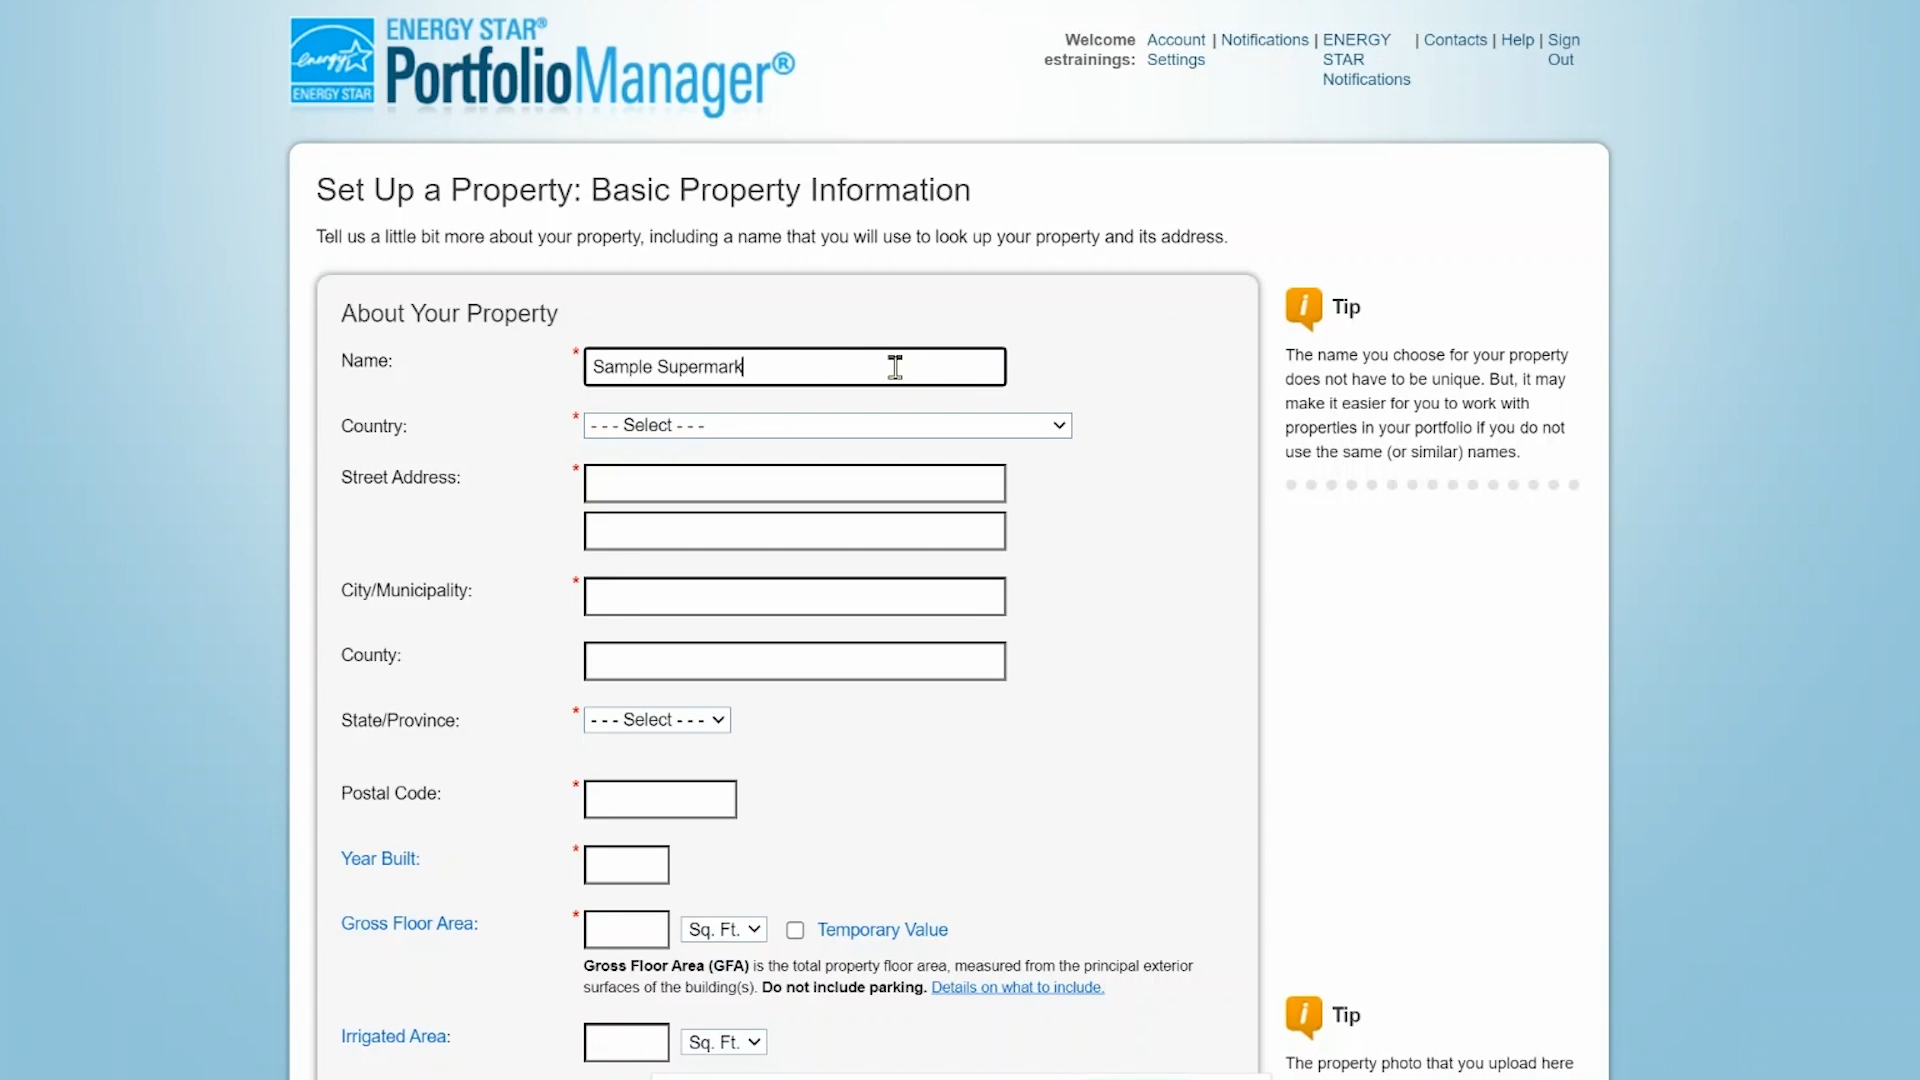 ENERGY STAR®
PortfolioManager®
energy
ENERGY STAR
Welcome estrainings:
Account Settings | Notifications | ENERGY STAR Notifications | Contacts | Help | Sign Out
Set Up a Property: Basic Property Information
Tell us a little bit more about your property, including a name that you will use to look up your property and its address.
About Your Property
Name: * Sample Supermark
Country: * - - - Select - - -
Street Address: *
City/Municipality: *
County:
State/Province: * - - - Select - - -
Postal Code: *
Year Built: *
Gross Floor Area: * Sq. Ft. Temporary Value
Gross Floor Area (GFA) is the total property floor area, measured from the principal exterior
surfaces of the building(s). Do not include parking. Details on what to include.
Irrigated Area: Sq. Ft.
i Tip
The name you choose for your property
does not have to be unique. But, it may
make it easier for you to work with
properties in your portfolio if you do not
use the same (or similar) names.
i Tip
The property photo that you upload here